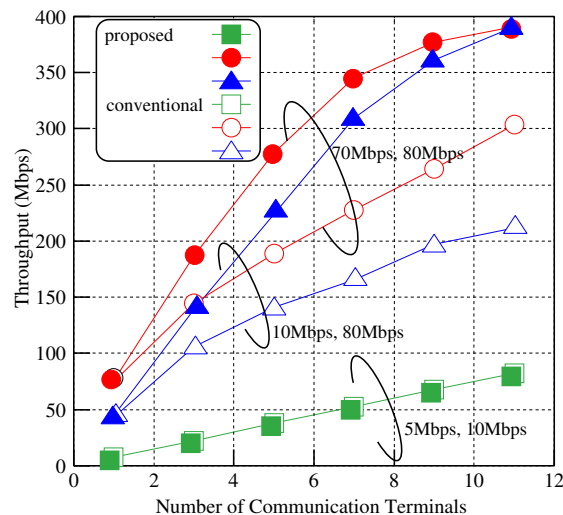 400
350
300
250
200
150
100
50
0
Throughput (Mbps)
proposed
conventional
70Mbps, 80Mbps
10Mbps, 80Mbps
5Mbps, 10Mbps
0 2 4 6 8 10 12
Number of Communication Terminals